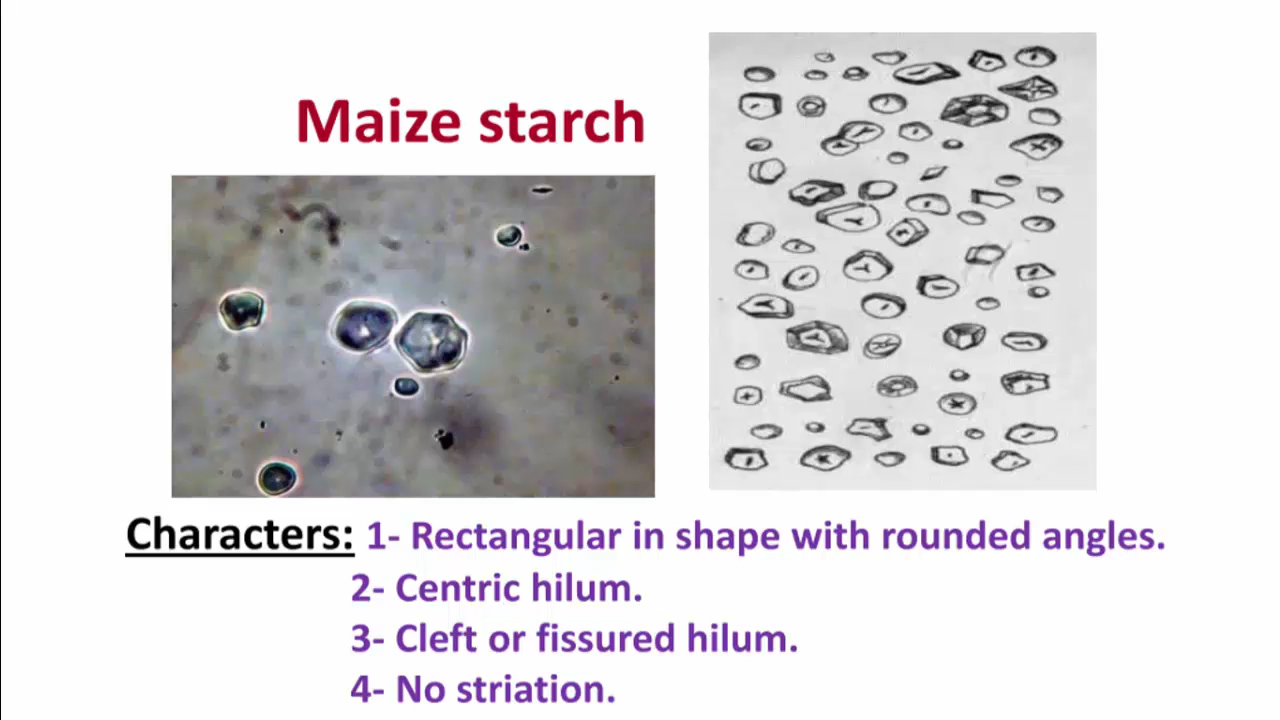 Maize starch
Characters: 1- Rectangular in shape with rounded angles.
2- Centric hilum.
3- Cleft or fissured hilum.
4- No striation.